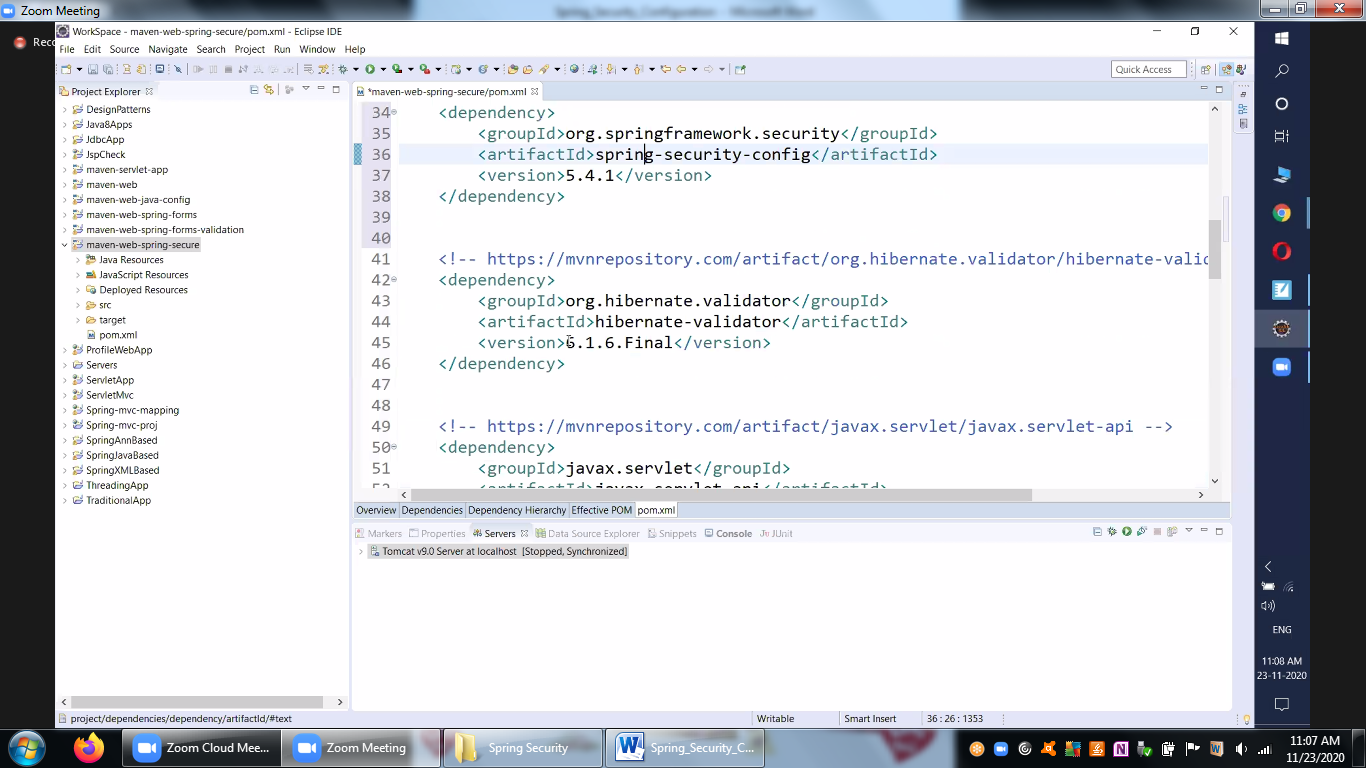 Zoom Meeting
Spring_Security_Configuration - Microsoft Word
Reco
WorkSpace - maven-web-spring-secure/pom.xml - Eclipse IDE
File Edit Source Navigate Search Project Run Window Help
Quick Access
Project Explorer
*maven-web-spring-secure/pom.xml
DesignPatterns
Java8Apps
JdbcApp
JspCheck
maven-servlet-app
maven-web
maven-web-java-config
maven-web-spring-forms
maven-web-spring-forms-validation
maven-web-spring-secure
Java Resources
JavaScript Resources
Deployed Resources
src
target
pom.xml
ProfileWebApp
Servers
ServletApp
ServletMvc
Spring-mvc-mapping
Spring-mvc-proj
SpringAnnBased
SpringJavaBased
SpringXMLBased
ThreadingApp
TraditionalApp
34 <dependency>
35 <groupId>org.springframework.security</groupId>
36 <artifactId>spring-security-config</artifactId>
37 <version>5.4.1</version>
38 </dependency>
39
40
41 <!-- https://mvnrepository.com/artifact/org.hibernate.validator/hibernate-valid
42 <dependency>
43 <groupId>org.hibernate.validator</groupId>
44 <artifactId>hibernate-validator</artifactId>
45 <version>6.1.6.Final</version>
46 </dependency>
47
48
49 <!-- https://mvnrepository.com/artifact/javax.servlet/javax.servlet-api -->
50 <dependency>
51 <groupId>javax.servlet</groupId>
52 <artifactId>javax.servlet-api</artifactId>
Overview Dependencies Dependency Hierarchy Effective POM pom.xml
Markers Properties Servers Data Source Explorer Snippets Console JUnit
Tomcat v9.0 Server at localhost [Stopped, Synchronized]
project/dependencies/dependency/artifactId/#text
Writable
Smart Insert
36 : 26 : 1353
ENG
11:08 AM
23-11-2020
Zoom Cloud Mee...
Zoom Meeting
Spring Security
Spring_Security_C...
11:07 AM
11/23/2020